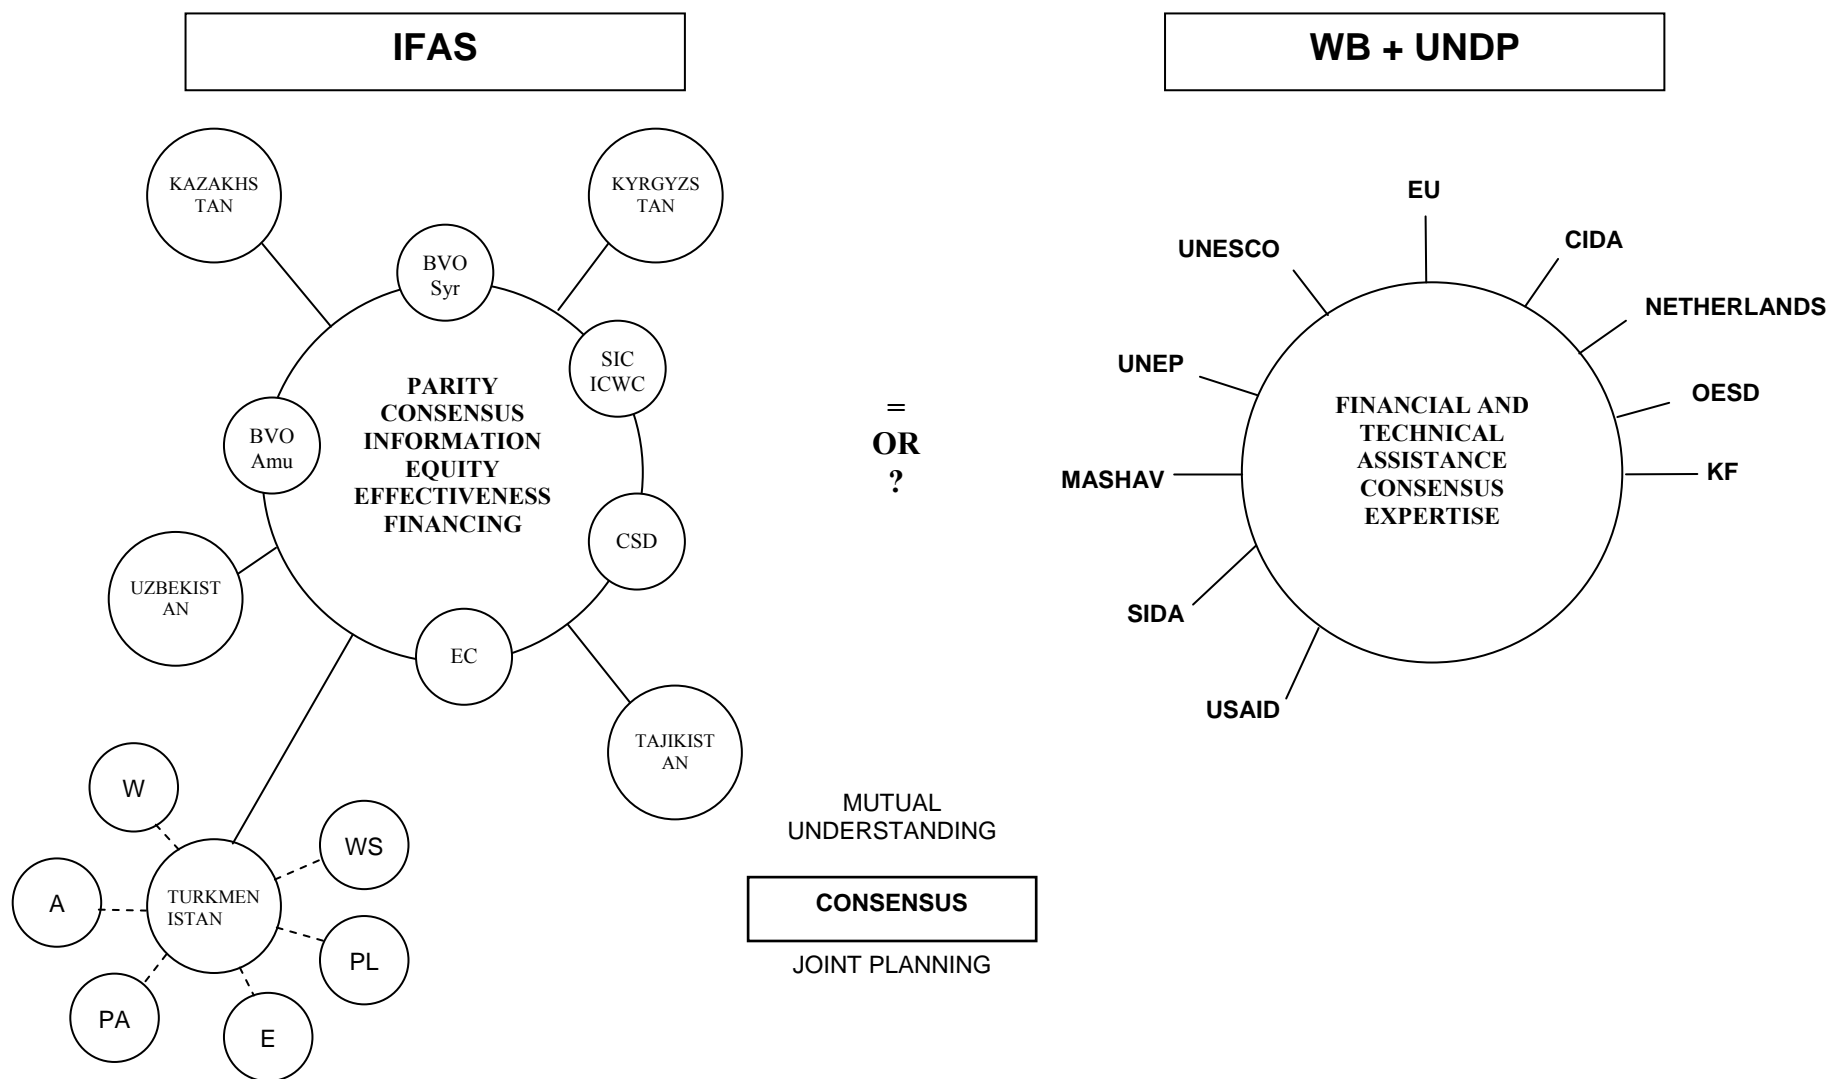 IFAS
WB + UNDP
KAZAKHS
TAN
KYRGYZS
TAN
BVO
Syr
SIC
ICWC
PARITY
CONSENSUS
INFORMATION
EQUITY
EFFECTIVENESS
FINANCING
BVO
Amu
CSD
UZBEKIST
AN
EC
TAJIKIST
AN
W
WS
A
TURKMEN
ISTAN
PL
PA
E
=
OR
?
MUTUAL
UNDERSTANDING
CONSENSUS
JOINT PLANNING
EU
UNESCO
CIDA
NETHERLANDS
UNEP
OESD
FINANCIAL AND
TECHNICAL
ASSISTANCE
CONSENSUS
EXPERTISE
MASHAV
KF
SIDA
USAID